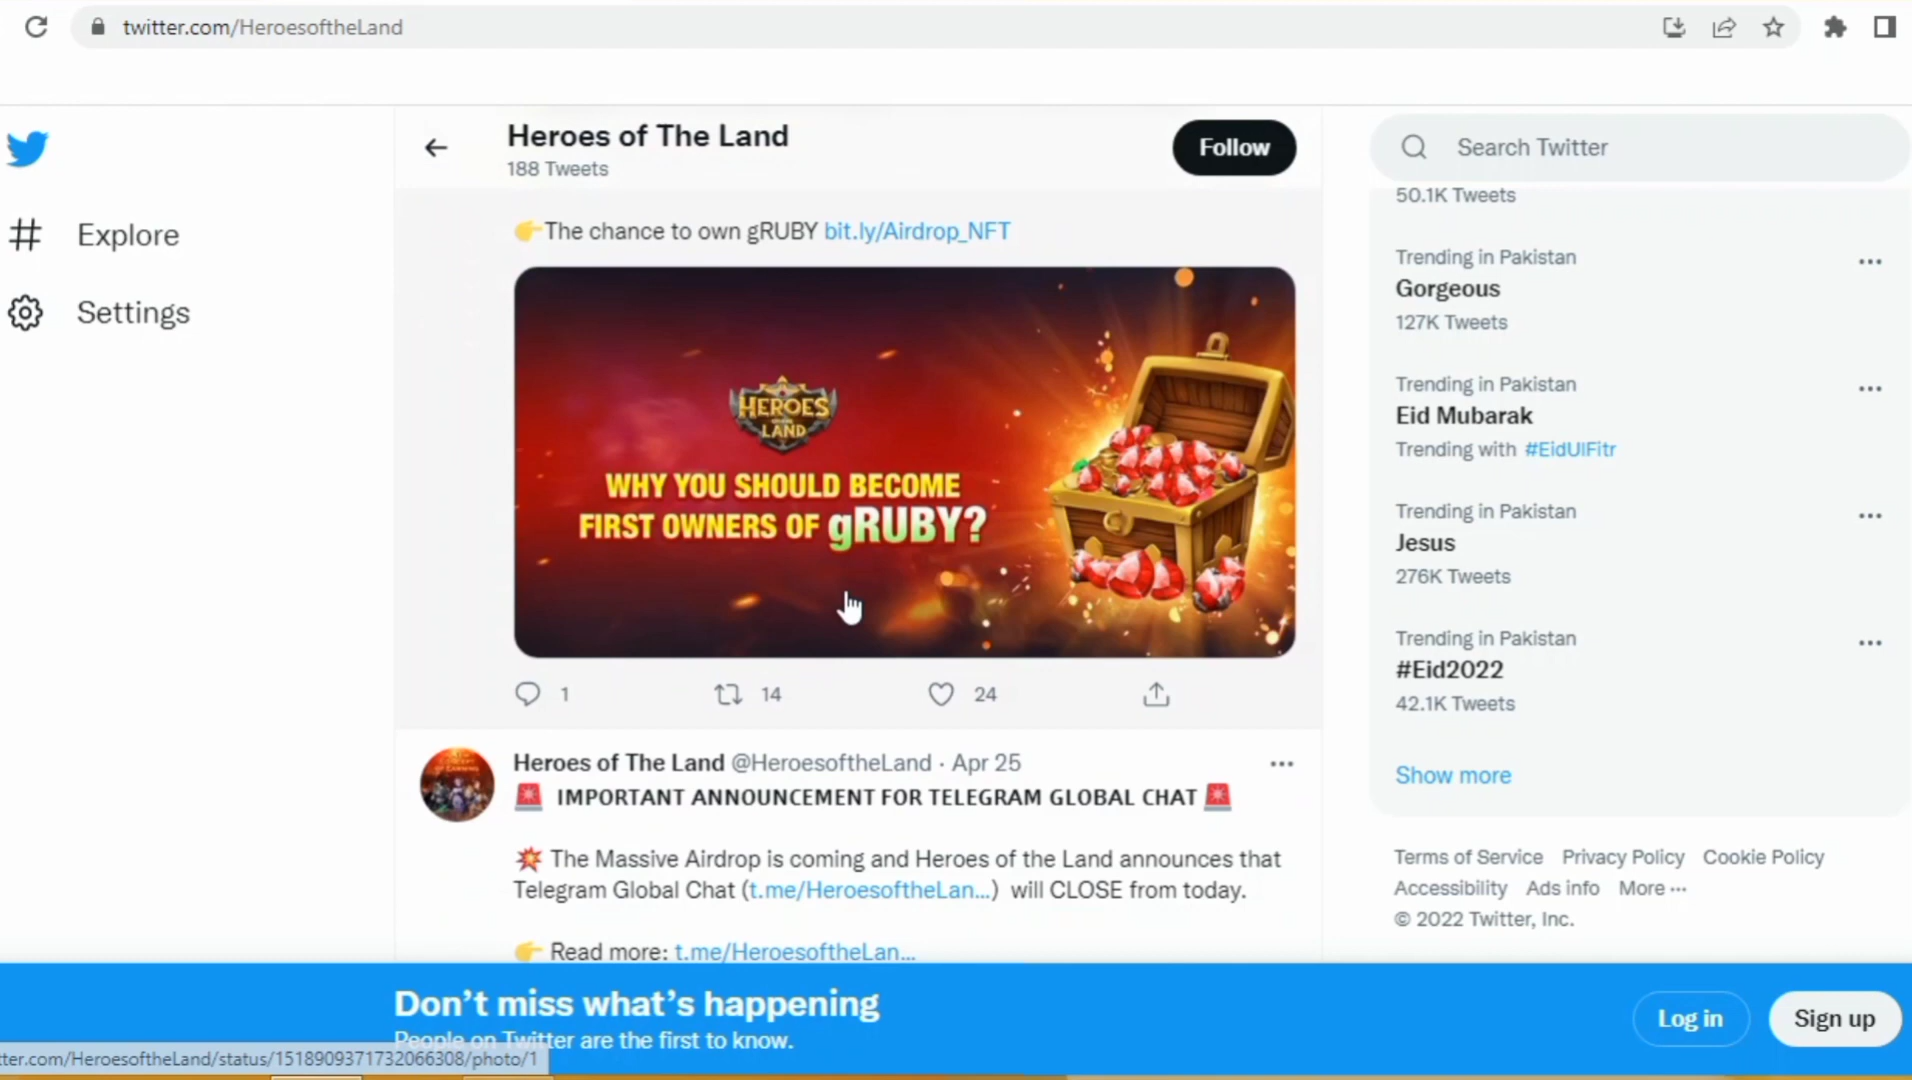 twitter.com/HeroesoftheLand
Heroes of The Land
188 Tweets
Follow
Search Twitter
Explore
Settings
👉The chance to own gRUBY bit.ly/Airdrop_NFT
HEROES
LAND
WHY YOU SHOULD BECOME
FIRST OWNERS OF gRUBY?
1
14
24
Heroes of The Land @HeroesoftheLand · Apr 25
🚨 IMPORTANT ANNOUNCEMENT FOR TELEGRAM GLOBAL CHAT 🚨
💥 The Massive Airdrop is coming and Heroes of the Land announces that
Telegram Global Chat (t.me/HeroesoftheLan...) will CLOSE from today.
👉 Read more: t.me/HeroesoftheLan...
50.1K Tweets
Trending in Pakistan
Gorgeous
127K Tweets
Trending in Pakistan
Eid Mubarak
Trending with #EidUlFitr
Trending in Pakistan
Jesus
276K Tweets
Trending in Pakistan
#Eid2022
42.1K Tweets
Show more
Terms of Service Privacy Policy Cookie Policy
Accessibility Ads info More ...
© 2022 Twitter, Inc.
Don't miss what's happening
People on Twitter are the first to know.
Log in
Sign up
tter.com/HeroesoftheLand/status/1518909371732066308/photo/1